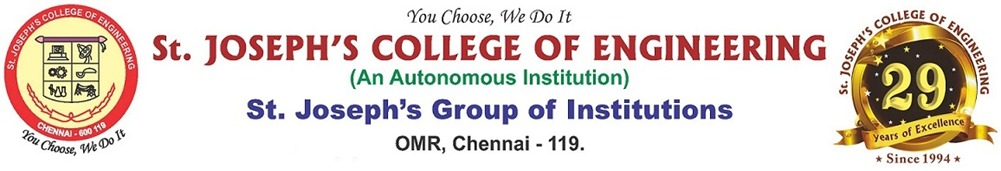 St. JOSEPH'S COLLEGE OF ENGINEERING
CHENNAI - 600 119
You Choose, We Do It
You Choose, We Do It
St. JOSEPH'S COLLEGE OF ENGINEERING
(An Autonomous Institution)
St. Joseph's Group of Institutions
OMR, Chennai - 119.
St. JOSEPH'S COLLEGE OF ENGINEERING
29
Years of Excellence
★ Since 1994 ★